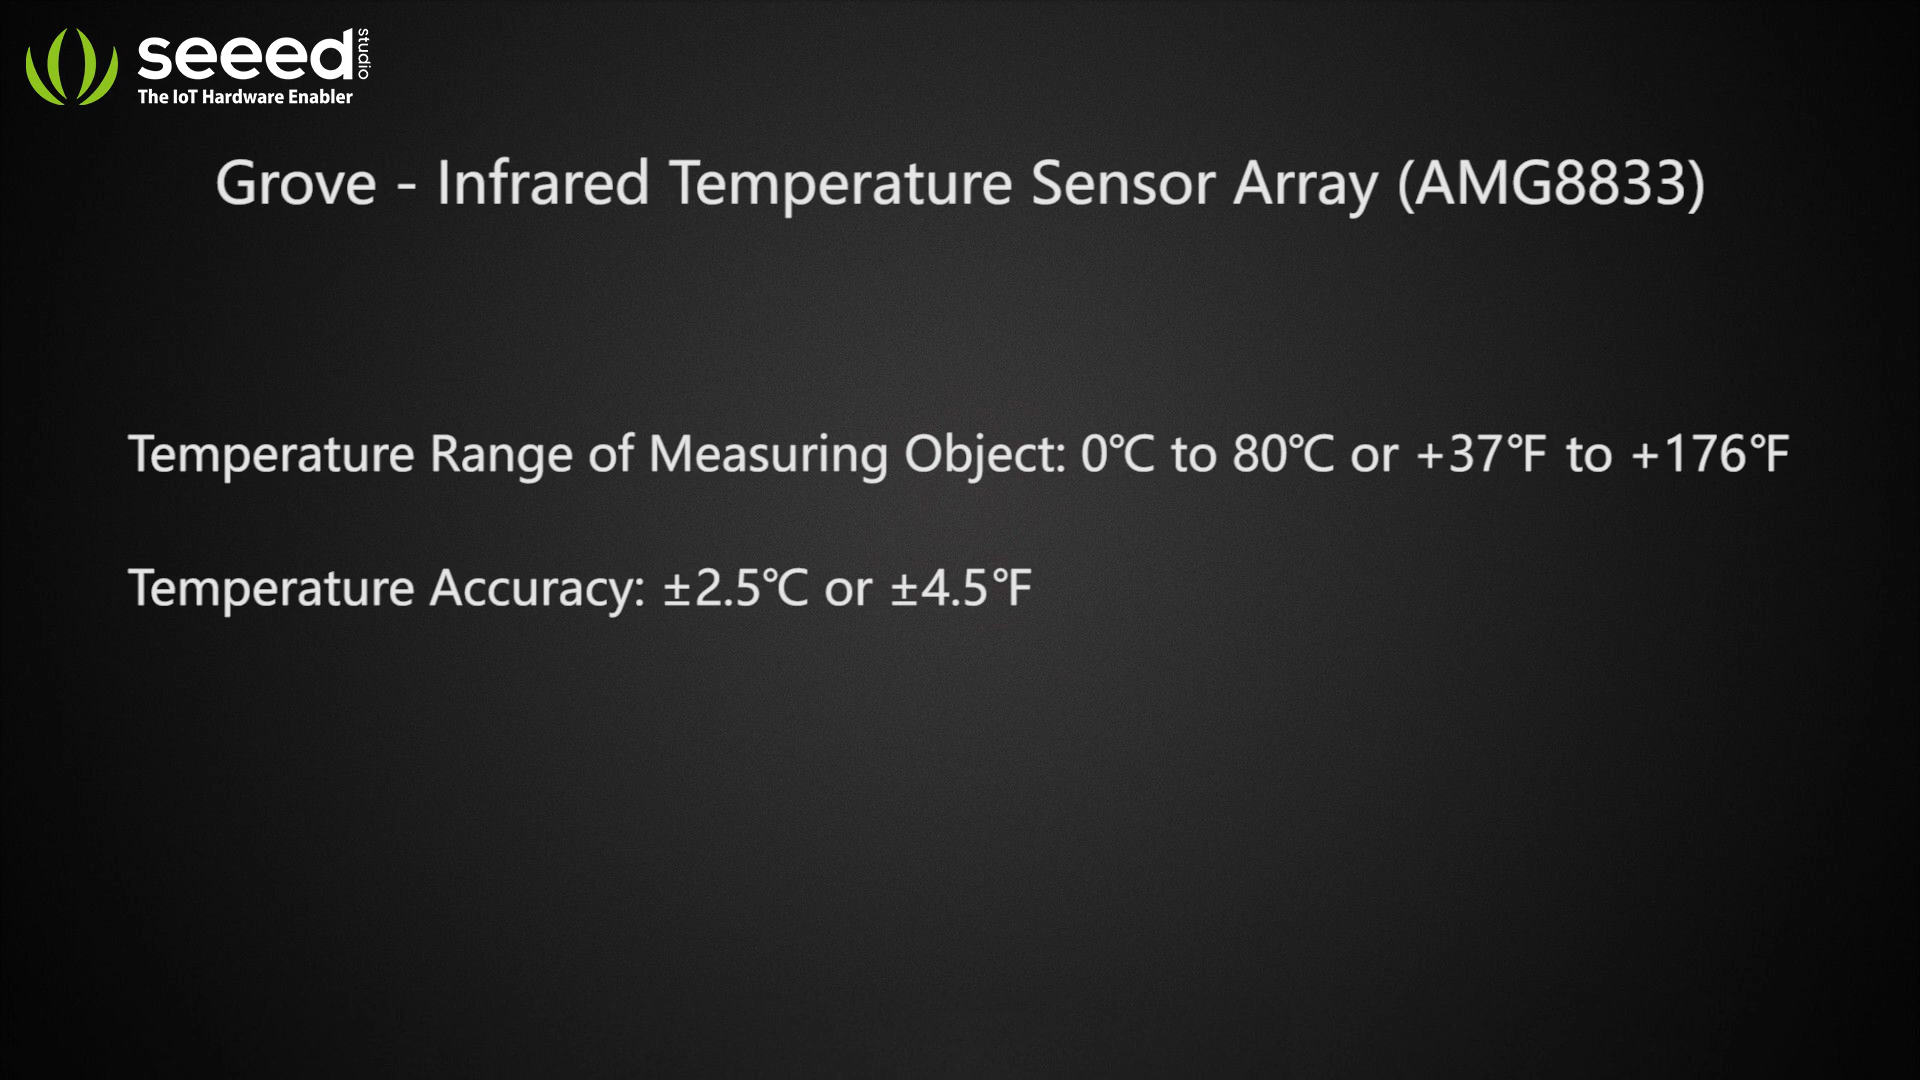 seeed studio
The IoT Hardware Enabler
Grove - Infrared Temperature Sensor Array (AMG8833)
Temperature Range of Measuring Object: 0℃ to 80℃ or +37℉ to +176℉
Temperature Accuracy: ±2.5℃ or ±4.5℉